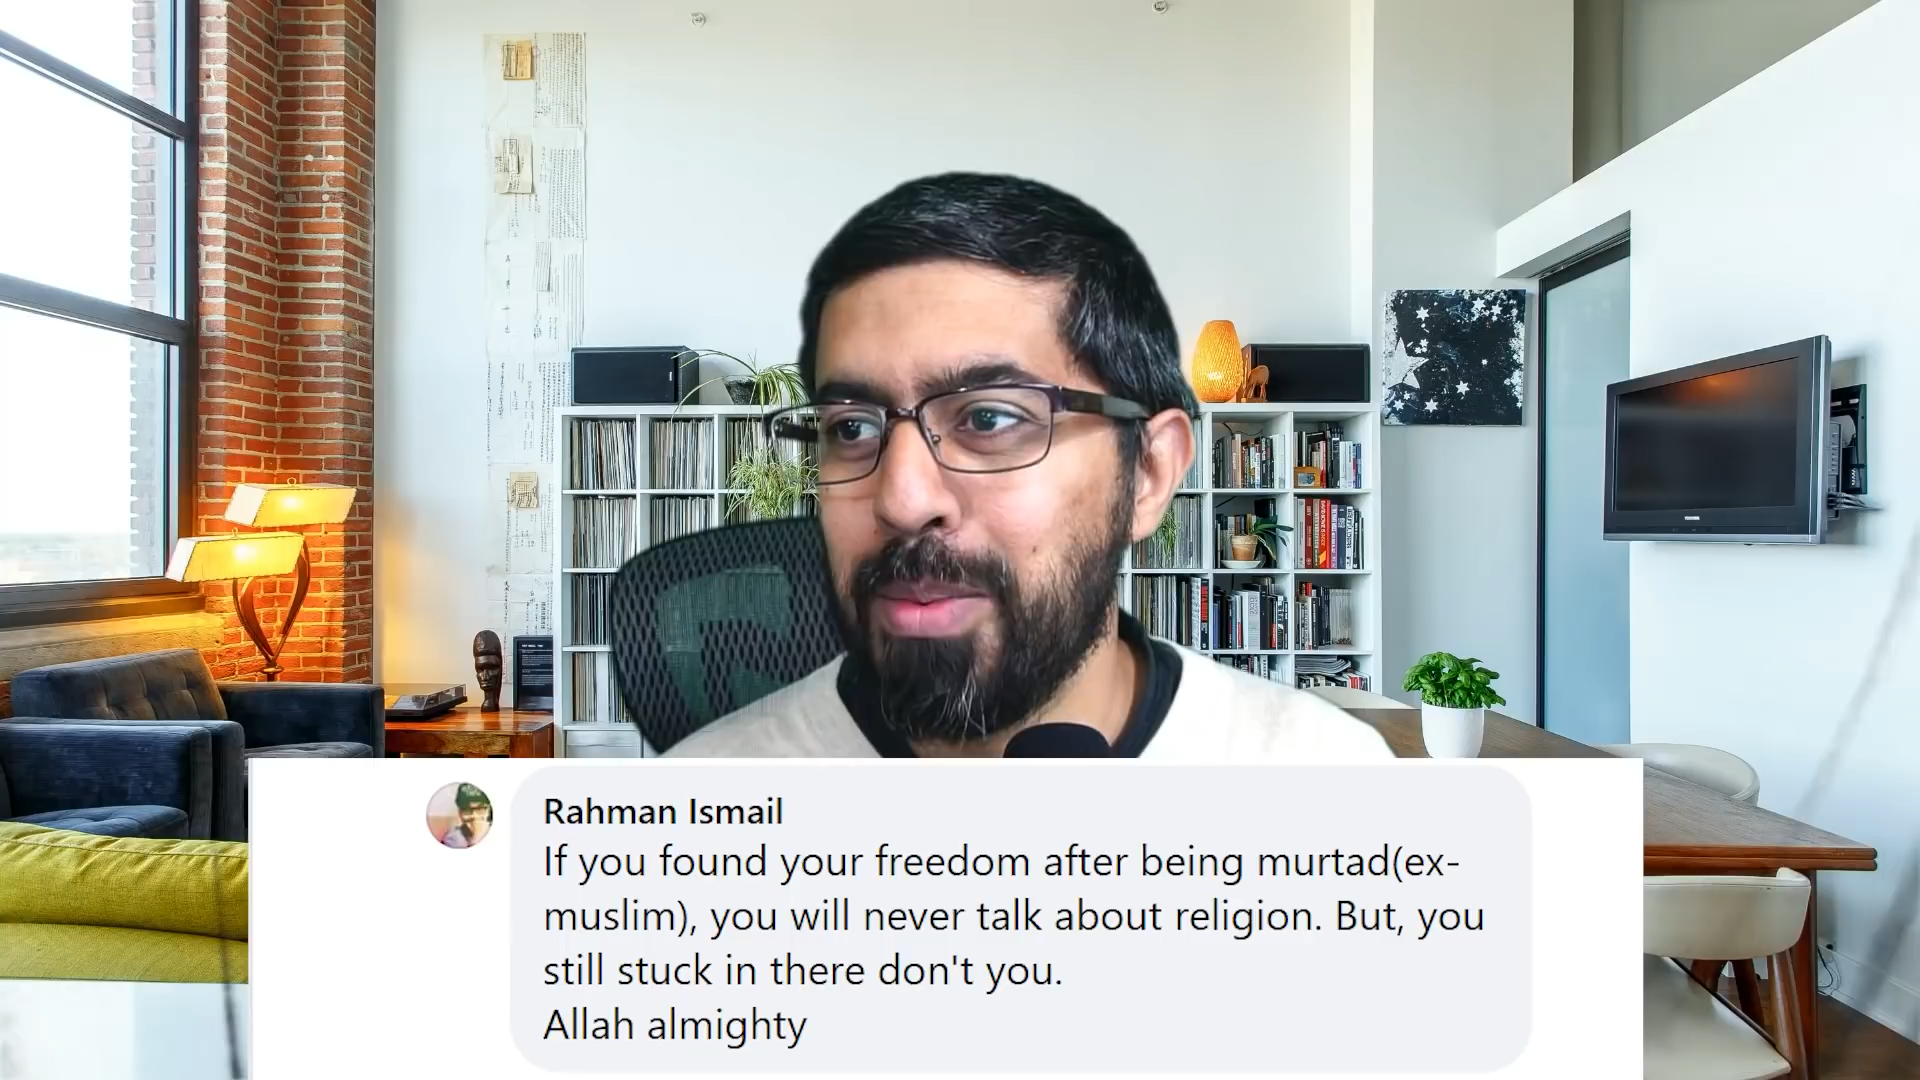 Rahman Ismail
If you found your freedom after being murtad(ex-
muslim), you will never talk about religion. But, you
still stuck in there don't you.
Allah almighty